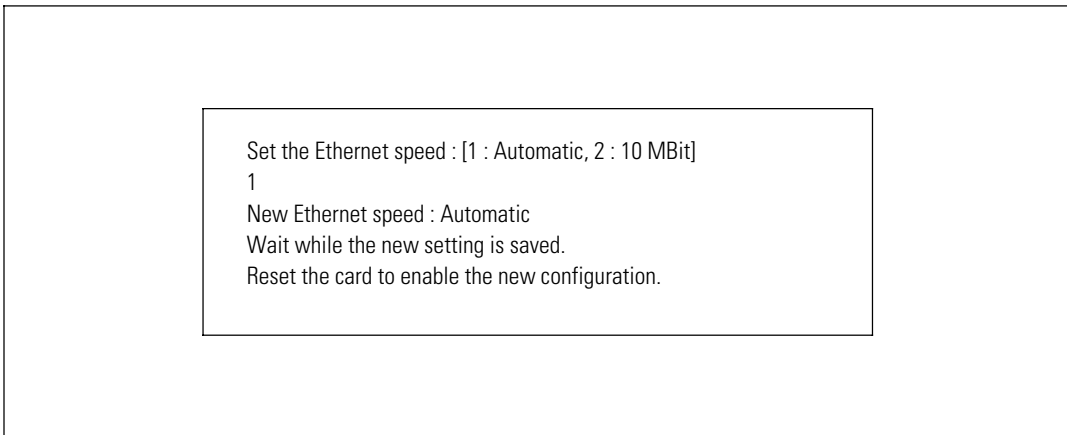 Set the Ethernet speed : [1 : Automatic, 2 : 10 MBit]
1
New Ethernet speed : Automatic
Wait while the new setting is saved.
Reset the card to enable the new configuration.